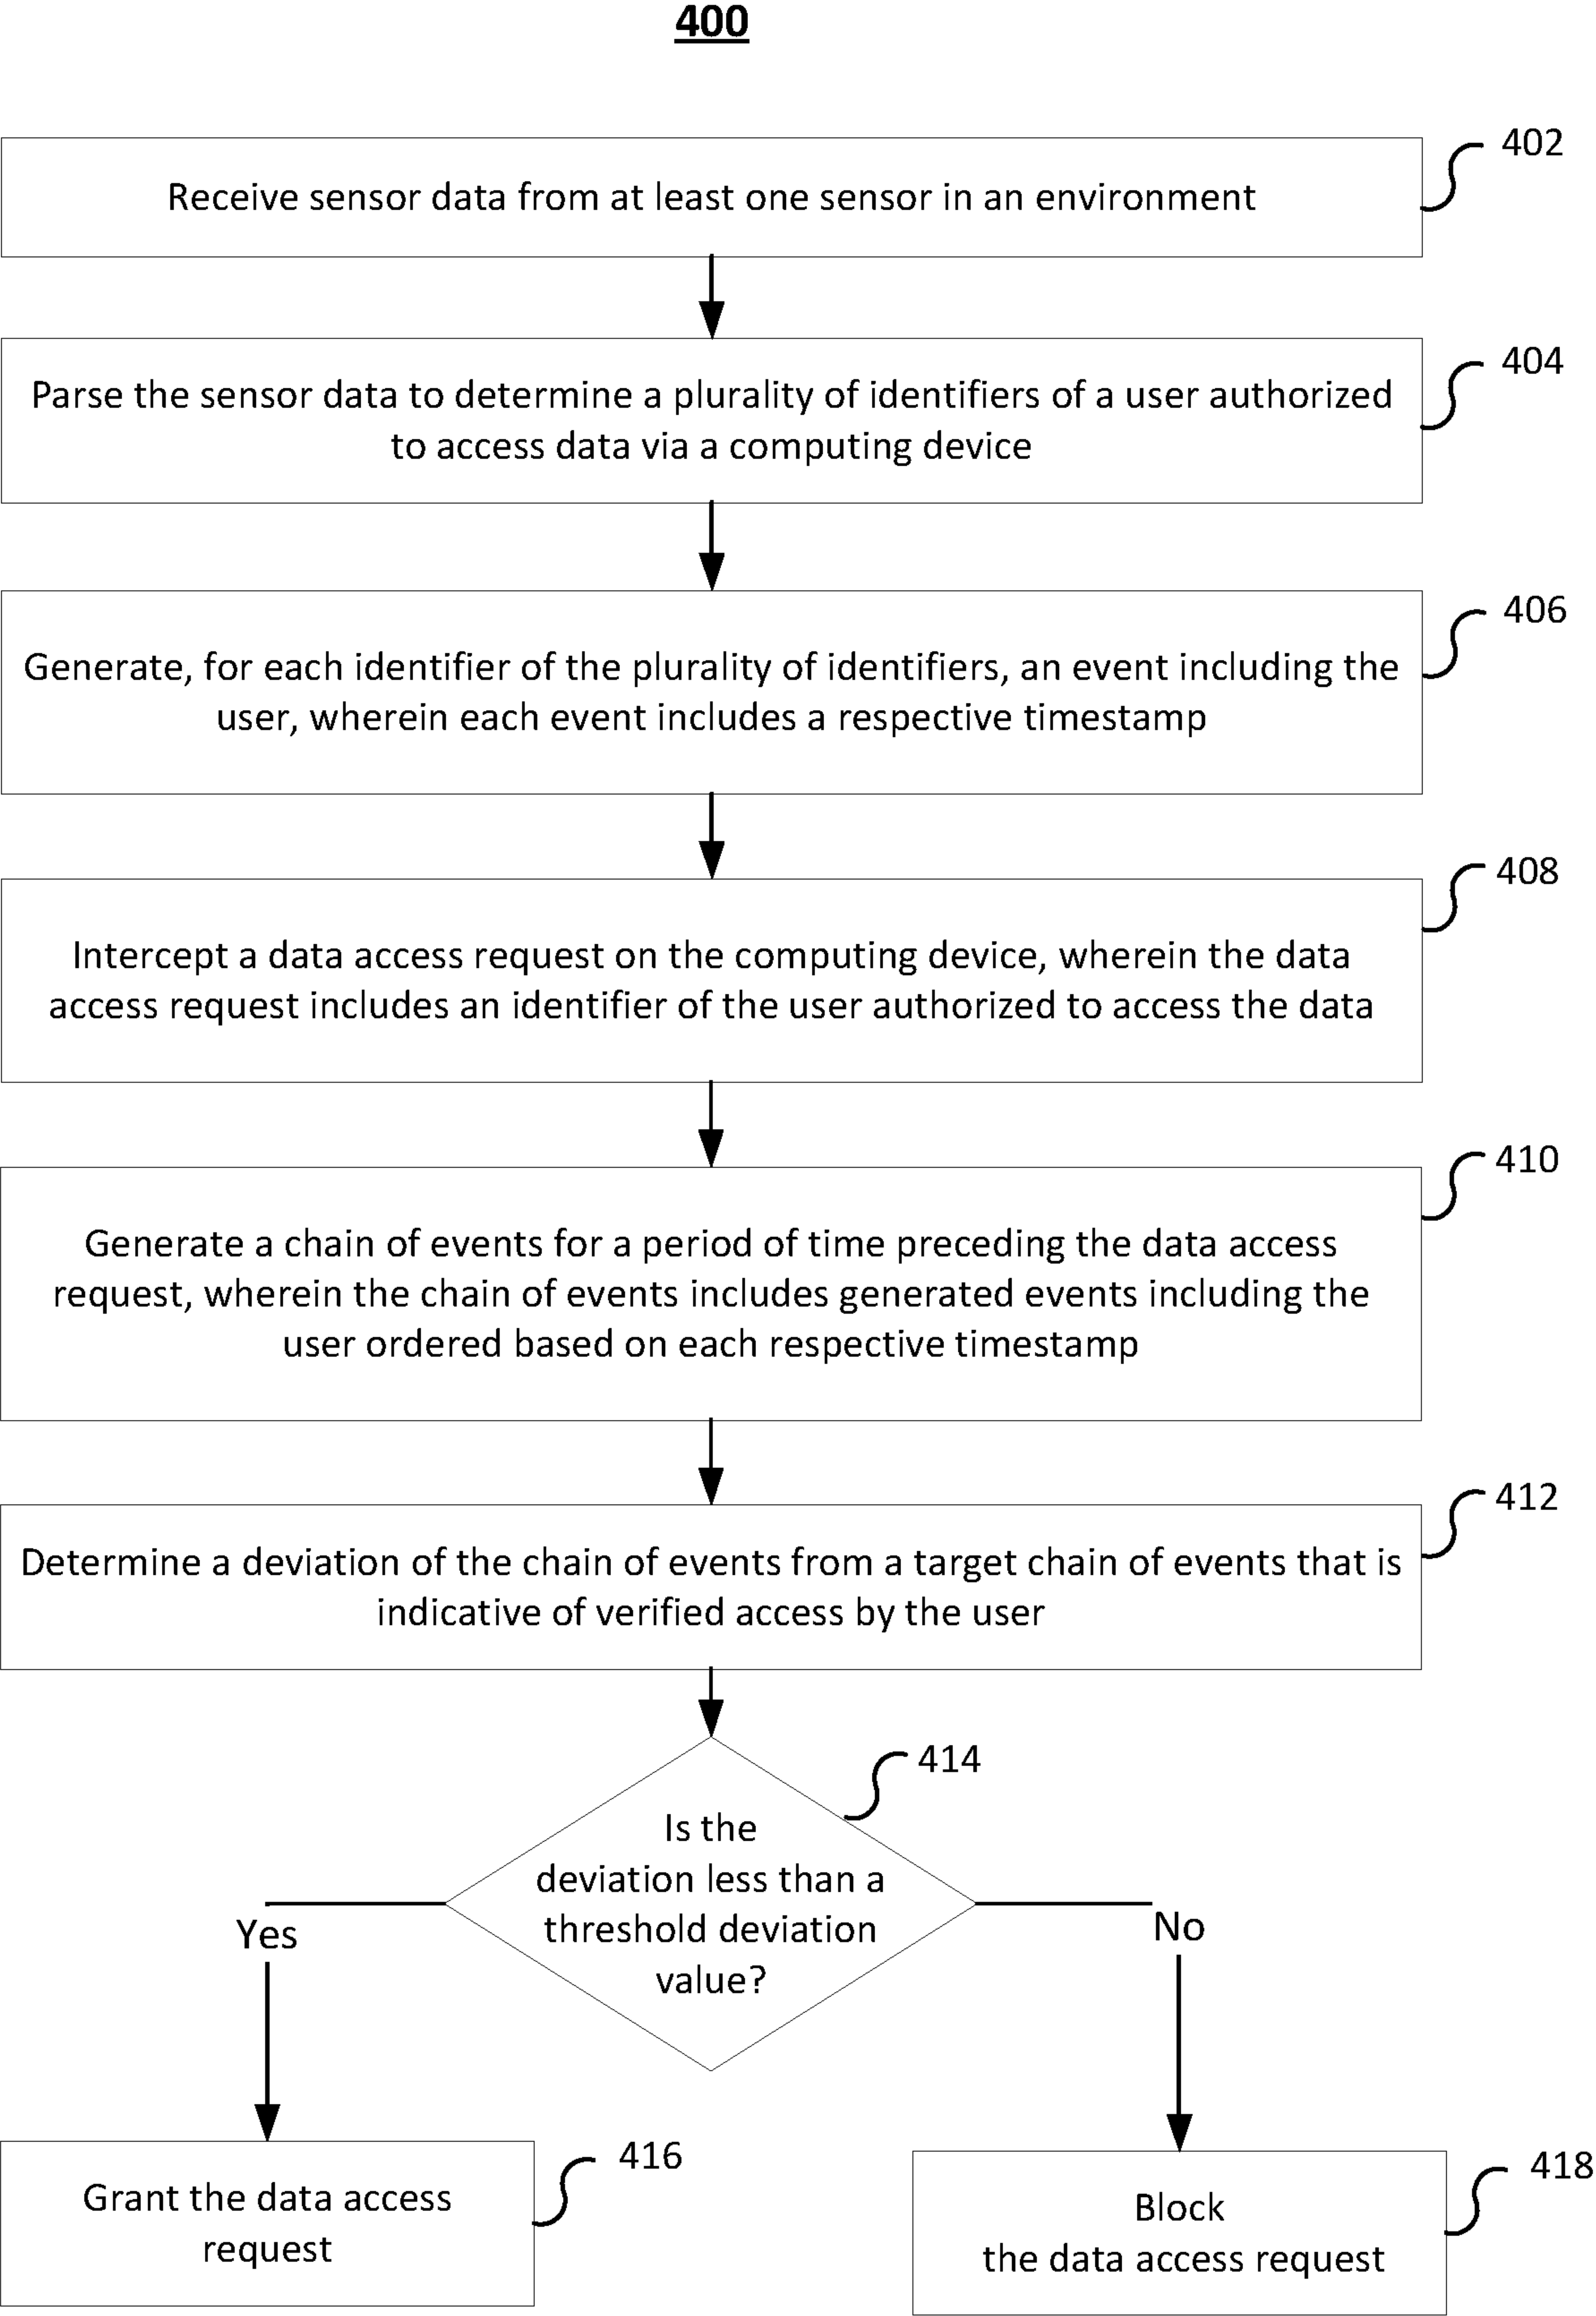 400
402
Receive sensor data from at least one sensor in an environment
404
Parse the sensor data to determine a plurality of identifiers of a user authorized
to access data via a computing device
406
Generate, for each identifier of the plurality of identifiers, an event including the
user, wherein each event includes a respective timestamp
408
Intercept a data access request on the computing device, wherein the data
access request includes an identifier of the user authorized to access the data
410
Generate a chain of events for a period of time preceding the data access
request, wherein the chain of events includes generated events including the
user ordered based on each respective timestamp
412
Determine a deviation of the chain of events from a target chain of events that is
indicative of verified access by the user
414
Is the
deviation less than a
threshold deviation
value?
Yes
No
416
Grant the data access
request
418
Block
the data access request